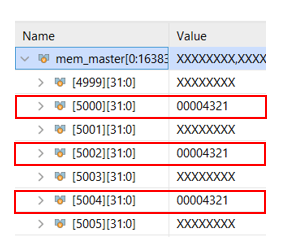 Name Value
mem_master[0:16383 XXXXXXXX,XXXX
[4999][31:0] XXXXXXXX
[5000][31:0] 00004321
[5001][31:0] XXXXXXXX
[5002][31:0] 00004321
[5003][31:0] XXXXXXXX
[5004][31:0] 00004321
[5005][31:0] XXXXXXXX